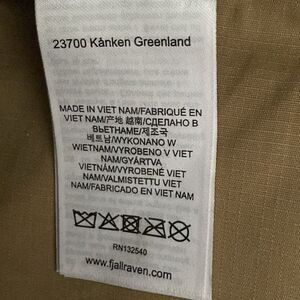 23700 Kånken Greenland
MADE IN VIET NAM/FABRIQUÉ EN
VIET NAM/产地 越南/СДЕЛАНО В
ВЬЕТНАМЕ/제조국
베트남/WYKONANO W
WIETNAM/VYROBENO V VIET
NAM/GYÁRTVA
VIETNAM/VYROBENÉ V VIET
NAM/VALMISTETTU VIET
NAM/FABRICADO EN VIET NAM
RN132540
www.fjallraven.com